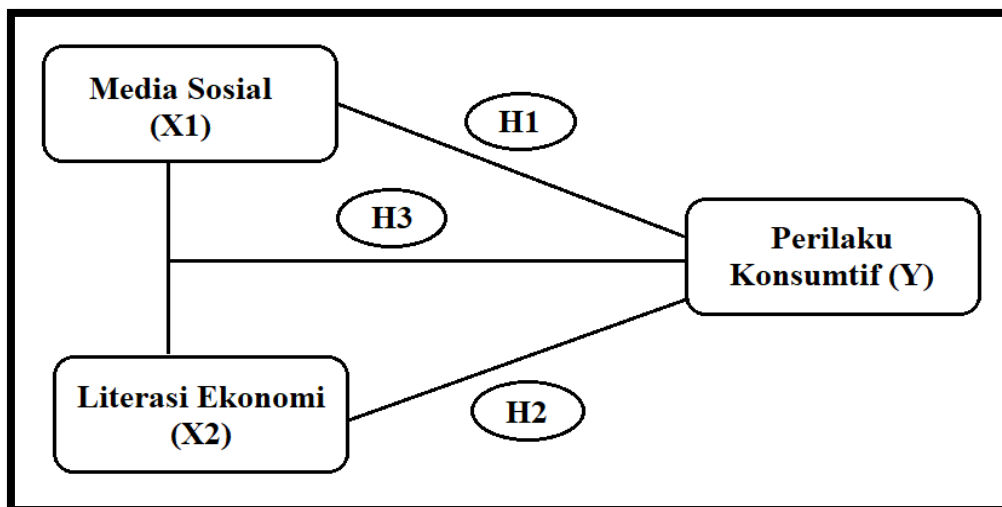 Media Sosial
(X1)
H1
H3
Perilaku
Konsumtif (Y)
Literasi Ekonomi
(X2)
H2